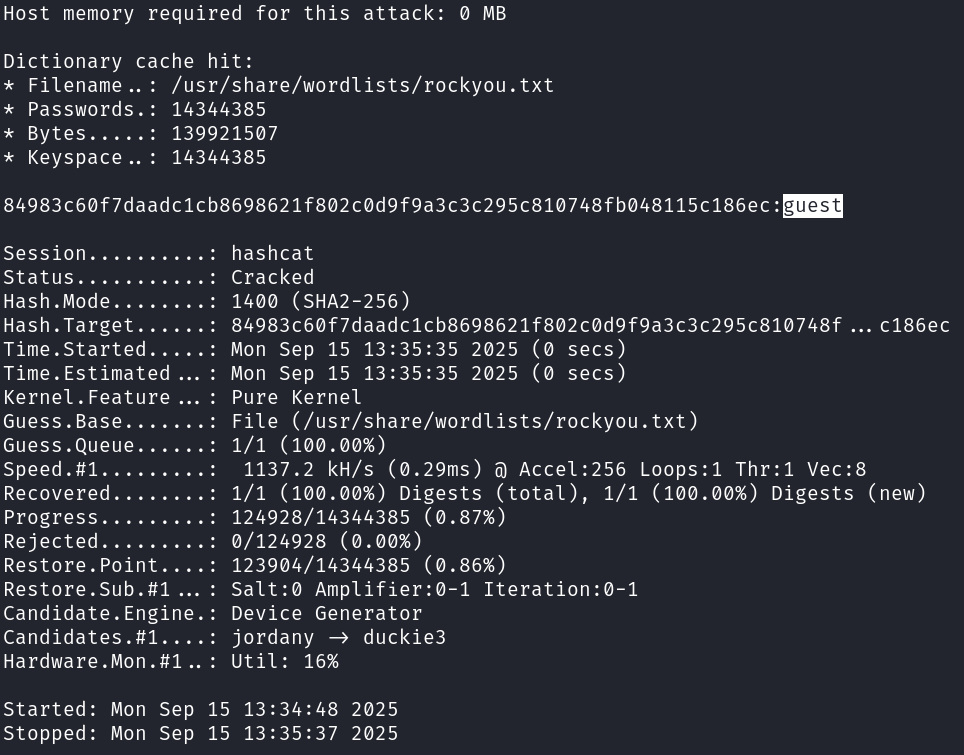 Host memory required for this attack: 0 MB
Dictionary cache hit:
* Filename..: /usr/share/wordlists/rockyou.txt
* Passwords.: 14344385
* Bytes.....: 139921507
* Keyspace..: 14344385
84983c60f7daadc1cb8698621f802c0d9f9a3c3c295c810748fb048115c186ec:guest
Session..........: hashcat
Status...........: Cracked
Hash.Mode........: 1400 (SHA2-256)
Hash.Target......: 84983c60f7daadc1cb8698621f802c0d9f9a3c3c295c810748f...c186ec
Time.Started.....: Mon Sep 15 13:35:35 2025 (0 secs)
Time.Estimated...: Mon Sep 15 13:35:35 2025 (0 secs)
Kernel.Feature...: Pure Kernel
Guess.Base.......: File (/usr/share/wordlists/rockyou.txt)
Guess.Queue......: 1/1 (100.00%)
Speed.#1.........:  1137.2 kH/s (0.29ms) @ Accel:256 Loops:1 Thr:1 Vec:8
Recovered........: 1/1 (100.00%) Digests (total), 1/1 (100.00%) Digests (new)
Progress.........: 124928/14344385 (0.87%)
Rejected.........: 0/124928 (0.00%)
Restore.Point....: 123904/14344385 (0.86%)
Restore.Sub.#1...: Salt:0 Amplifier:0-1 Iteration:0-1
Candidate.Engine.: Device Generator
Candidates.#1....: jordany -> duckie3
Hardware.Mon.#1..: Util: 16%
Started: Mon Sep 15 13:34:48 2025
Stopped: Mon Sep 15 13:35:37 2025